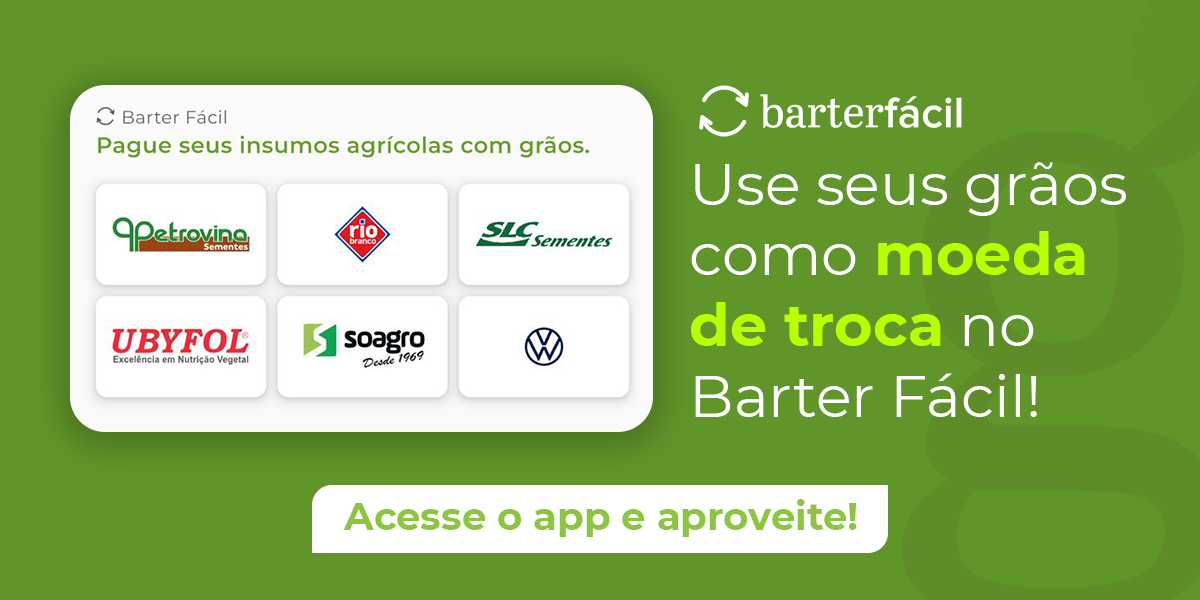 Barter Fácil
Pague seus insumos agrícolas com grãos.
Petrovina
Sementes
rio
branco
SLC Sementes
UBYFOL®
Excelência em Nutrição Vegetal
soagro
Desde 1969
VW
barterfácil
Use seus grãos
como moeda
de troca no
Barter Fácil!
Acesse o app e aproveite!